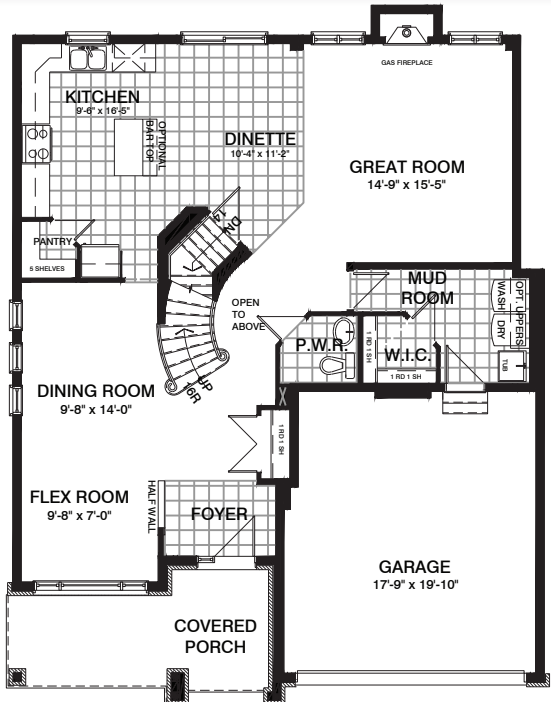 GAS FIREPLACE
KITCHEN
9'-6" x 16'-5"
OPTIONAL
BAR TOP
DINETTE
10'-4" x 11'-2"
GREAT ROOM
14'-9" x 15'-5"
DN
14
PANTRY
5 SHELVES
MUD
ROOM
OPT. UPPERS
WASH
DRY
TUB
OPEN
TO
ABOVE
P.W.R.
1 RD 1 SH
W.I.C.
1 RD 1 SH
UP
16R
DINING ROOM
9'-8" x 14'-0"
1 RD 1 SH
FLEX ROOM
9'-8" x 7'-0"
HALF WALL
FOYER
GARAGE
17'-9" x 19'-10"
COVERED
PORCH